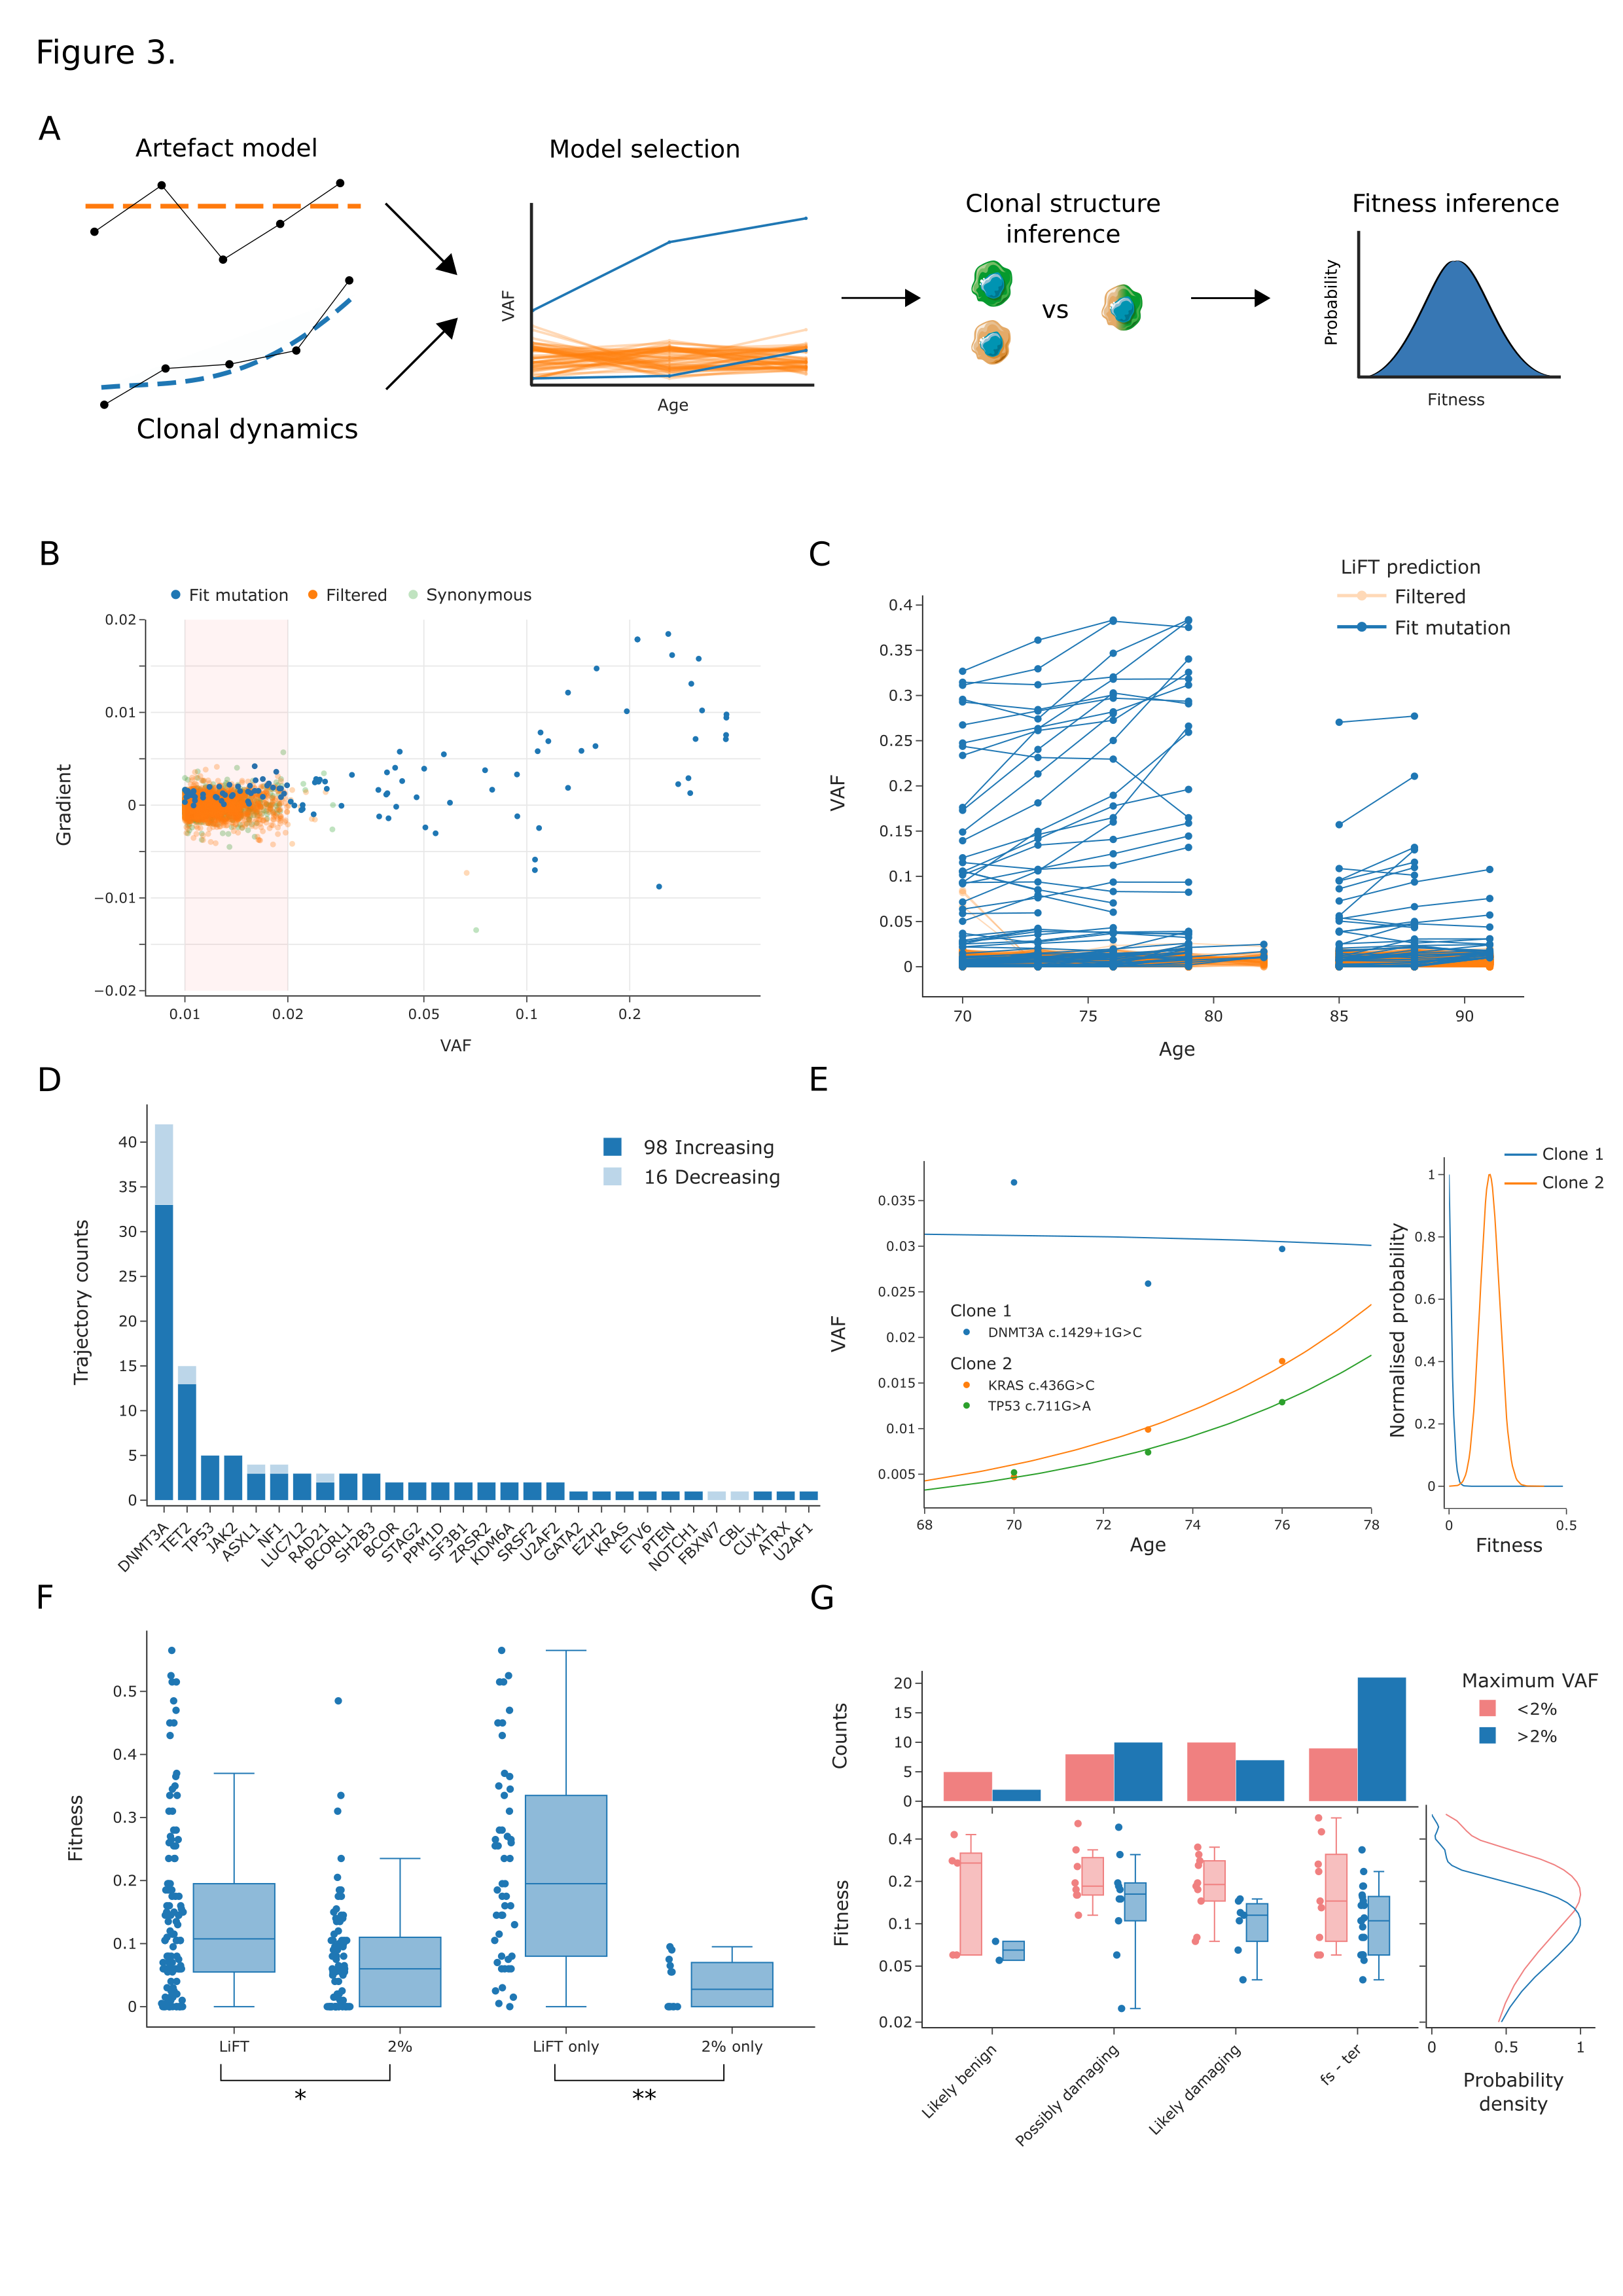 Figure 3.
A
Artefact model
Model selection
Clonal structure
inference
Fitness inference
VAF
vs
Probability
Age
Fitness
Clonal dynamics
B
Fit mutation
Filtered
Synonymous
0.02
0.01
0
−0.01
−0.02
Gradient
0.01
0.02
0.05
0.1
0.2
VAF
C
LiFT prediction
Filtered
Fit mutation
0.4
0.35
0.3
0.25
0.2
0.15
0.1
0.05
0
VAF
70
75
80
85
90
Age
D
98 Increasing
16 Decreasing
40
35
30
25
20
15
10
5
0
Trajectory counts
DNMT3A
TET2
TP53
JAK2
ASXL1
NF1
LUC7L2
RAD21
BCORL1
SH2B3
BCOR
STAG2
PPM1D
SF3B1
ZRSR2
KDM6A
SRSF2
U2AF2
GATA2
EZH2
KRAS
ETV6
PTEN
NOTCH1
FBXW7
CBL
CUX1
ATRX
U2AF1
E
0.035
0.03
0.025
0.02
0.015
0.01
0.005
VAF
Clone 1
DNMT3A c.1429+1G>C
Clone 2
KRAS c.436G>C
TP53 c.711G>A
68
70
72
74
76
78
Age
Clone 1
Clone 2
1
0.8
0.6
0.4
0.2
0
Normalised probability
0
0.5
Fitness
F
0.5
0.4
0.3
0.2
0.1
0
Fitness
LiFT
2%
LiFT only
2% only
*
**
G
Maximum VAF
<2%
>2%
20
15
10
5
0
Counts
0.4
0.2
0.1
0.05
0.02
Fitness
Likely benign
Possibly damaging
Likely damaging
fs - ter
0
0.5
1
Probability
density